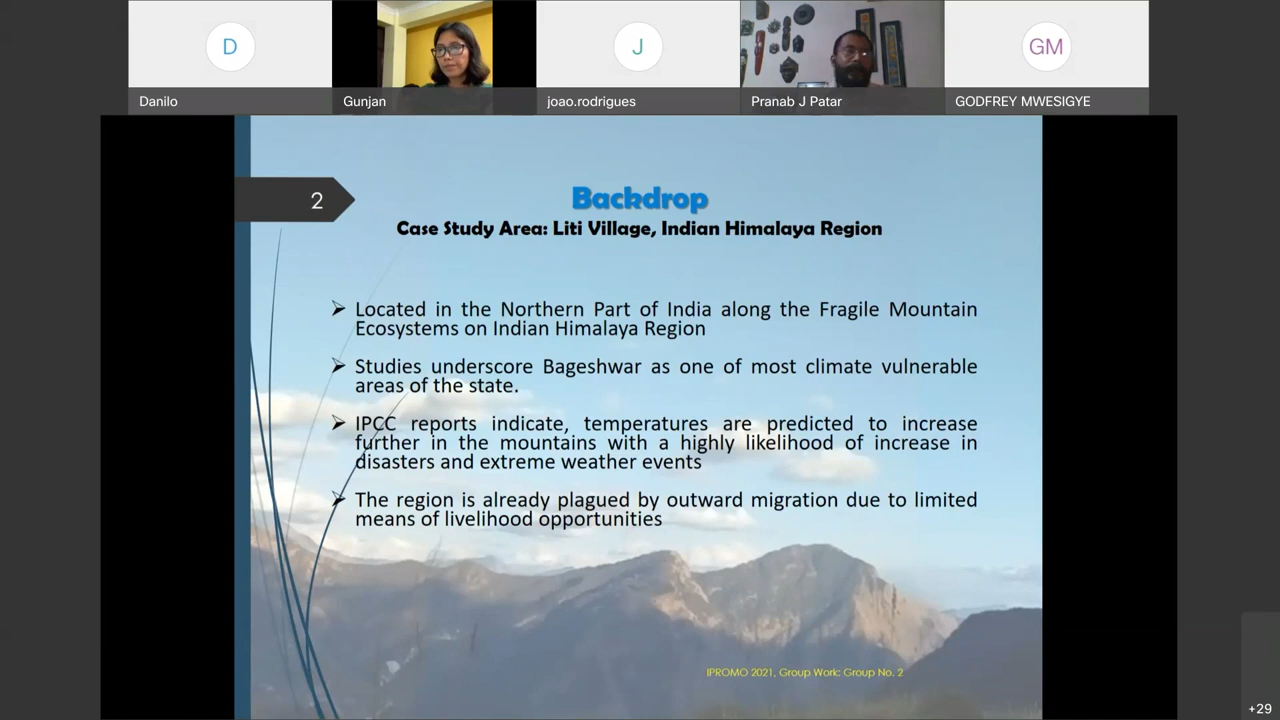 D
J
GM
Danilo
Gunjan
joao.rodrigues
Pranab J Patar
GODFREY MWESIGYE
2
Backdrop
Case Study Area: Liti Village, Indian Himalaya Region
➢ Located in the Northern Part of India along the Fragile Mountain
Ecosystems on Indian Himalaya Region
➢ Studies underscore Bageshwar as one of most climate vulnerable
areas of the state.
➢ IPCC reports indicate, temperatures are predicted to increase
further in the mountains with a highly likelihood of increase in
disasters and extreme weather events
➢ The region is already plagued by outward migration due to limited
means of livelihood opportunities
IPROMO 2021, Group Work: Group No. 2
+29